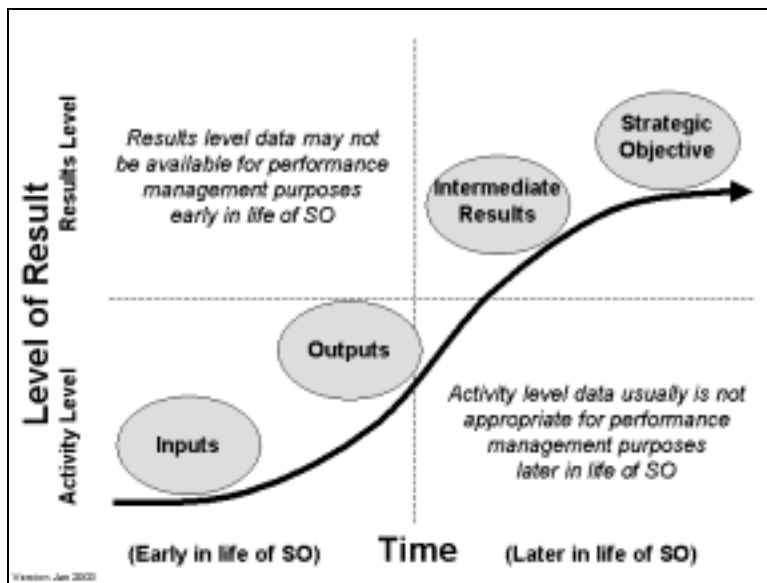 Level of Result
Results Level
Activity Level
Results level data may not
be available for performance
management purposes
early in life of SO
Strategic
Objective
Intermediate
Results
Outputs
Inputs
Activity level data usually is not
appropriate for performance
management purposes
later in life of SO
(Early in life of SO)
Time
(Later in life of SO)
Version Jan 2003